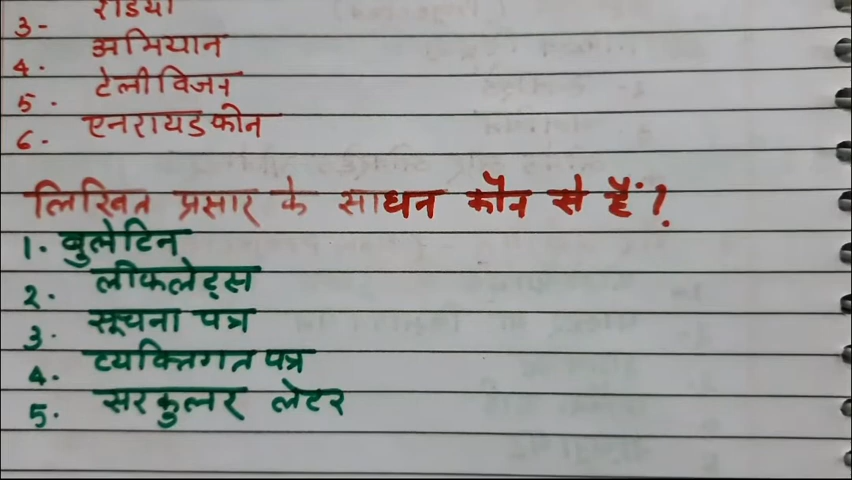 3- रेडियो
4. अभियान
5. टेलीविजन
6. एनरायड फोन
लिखित प्रसार के साधन कौन से हैं?
1. बुलेटिन
2. लीफलेट्स
3. सूचना पत्र
4. व्यक्तिगत पत्र
5. सरकुलर लेटर